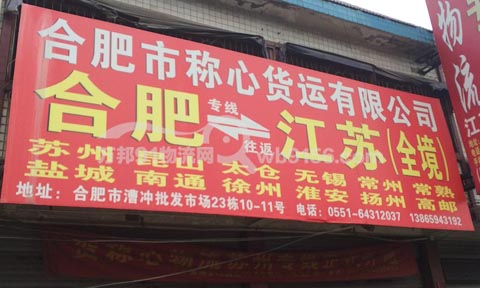 合肥市称心货运有限公司
合肥 专线 往返 江苏(全境)
苏州 昆山 太仓 无锡 常州 常熟
盐城 南通 徐州 淮安 扬州 高邮
地址:合肥市漕冲批发市场23栋10-11号 电话:0551-64312037 13865943192
物流
江